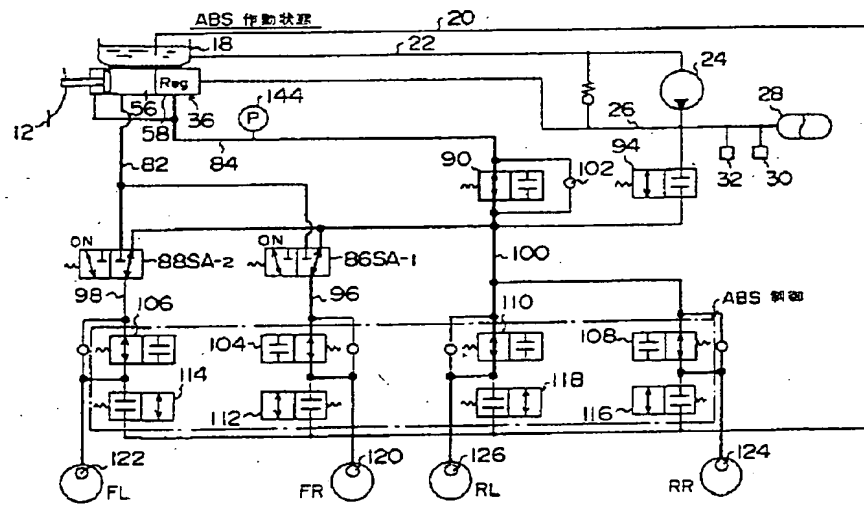 ABS 作動状態
18
20
22
24
Reg
12
56
58
36
144
P
26
28
82
84
90
102
94
32
30
ON
88SA-2
ON
86SA-1
100
98
106
96
110
ABS 制御
104
108
114
112
118
116
122
FL
120
FR
126
RL
124
RR